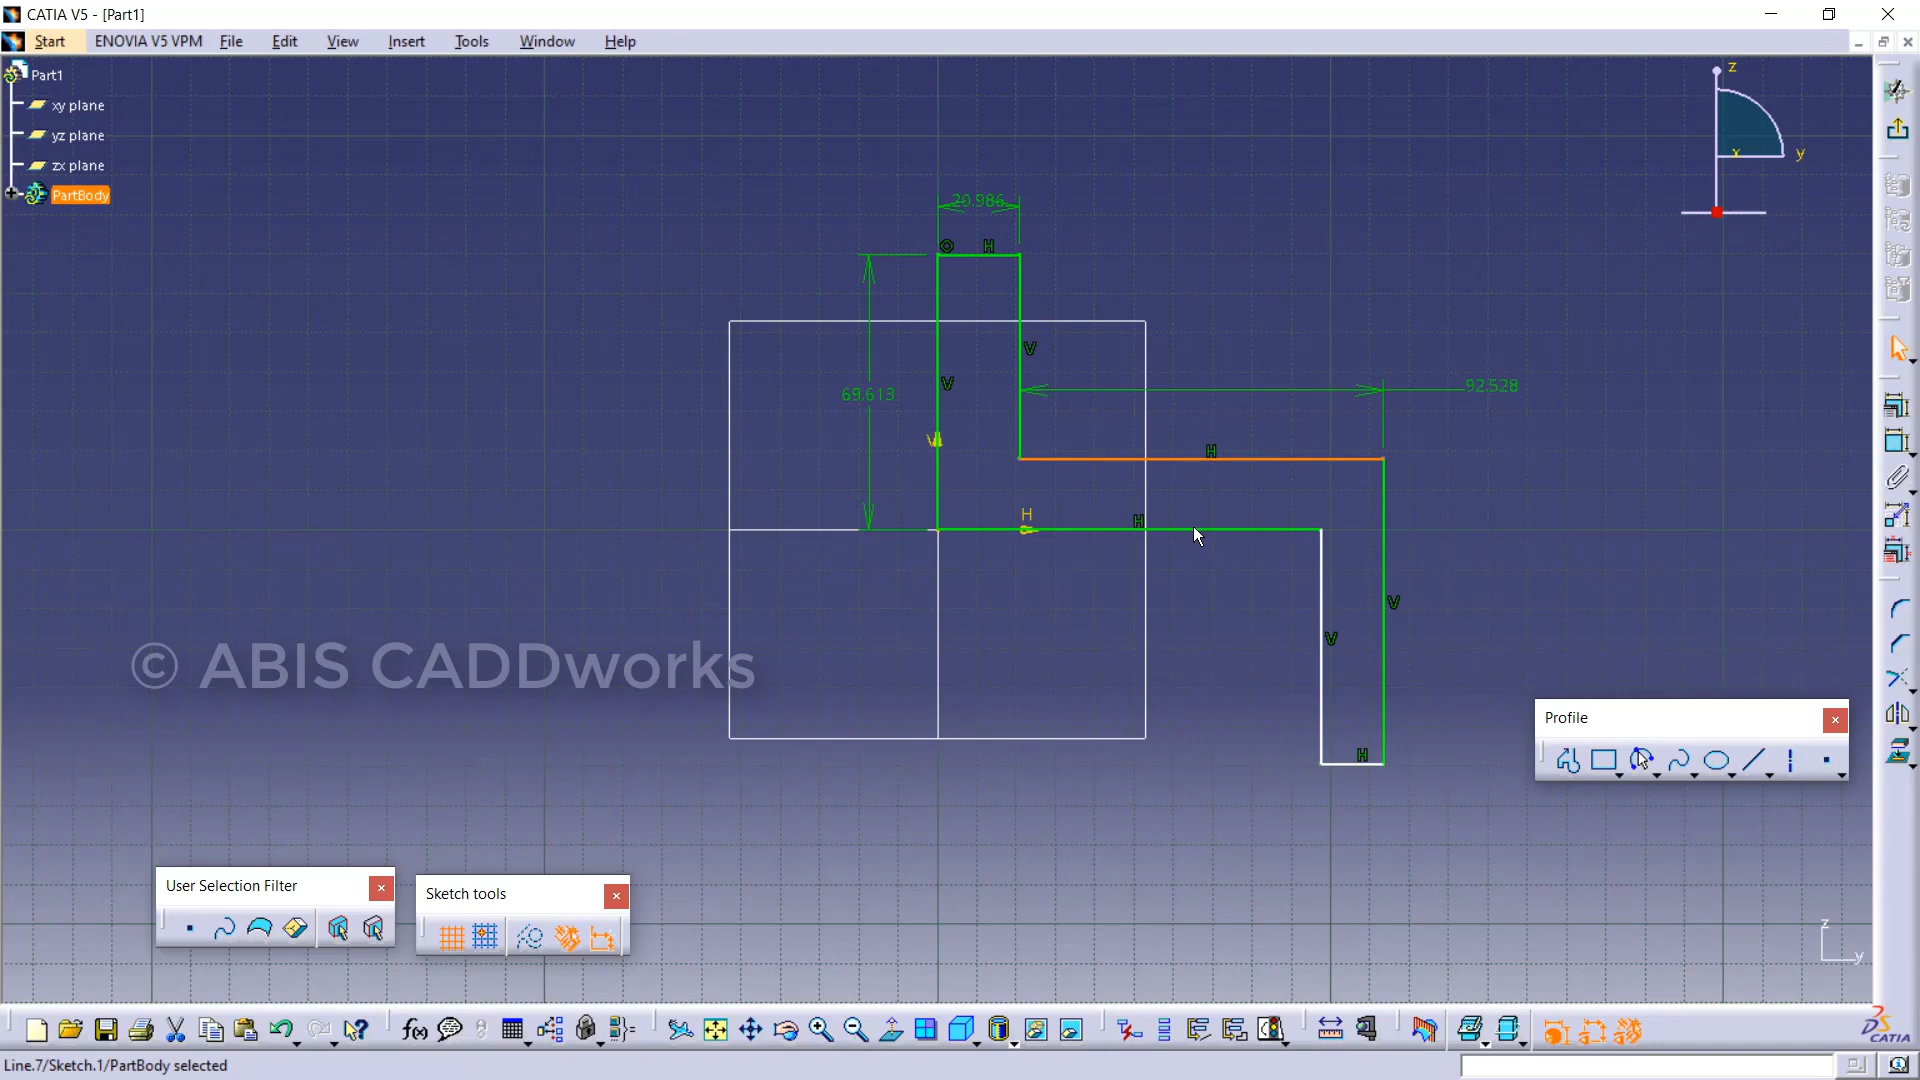 CATIA V5 - [Part1]
Start ENOVIA V5 VPM File Edit View Insert Tools Window Help
Part1
xy plane
yz plane
zx plane
PartBody
z
x
y
20.986
H
V
V
69.613
92.528
V
H
H
H
V
V
H
© ABIS CADDworks
Profile
User Selection Filter
Sketch tools
z
y
f(x)
CATIA
Line.7/Sketch.1/PartBody selected